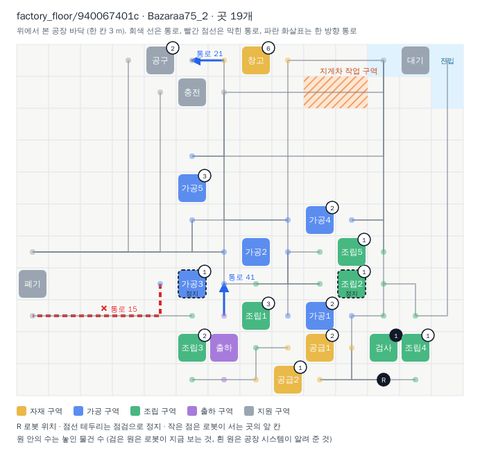 factory_floor/940067401c · Bazaraa75_2 · 곳 19개
위에서 본 공장 바닥 (한 칸 3 m). 회색 선은 통로, 빨간 점선은 막힌 통로, 파란 화살표는 한 방향 통로
공구 2
통로 21
창고 6
대기
지게차 작업 구역
충전
가공5 3
가공4 2
가공2
조립5 1
폐기
가공3 1
정지
조립2 1
정지
통로 41
✖ 통로 15
조립1 3
가공1 2
조립3 2
출하
공급1 2
검사 1
조립4 1
공급2 1
R
자재 구역
가공 구역
조립 구역
출하 구역
지원 구역
R 로봇 위치 · 점선 테두리는 점검으로 정지 · 작은 점은 로봇이 서는 곳의 앞 칸
원 안의 수는 놓인 물건 수 (검은 원은 로봇이 지금 보는 것, 흰 원은 공장 시스템이 알려 준 것)